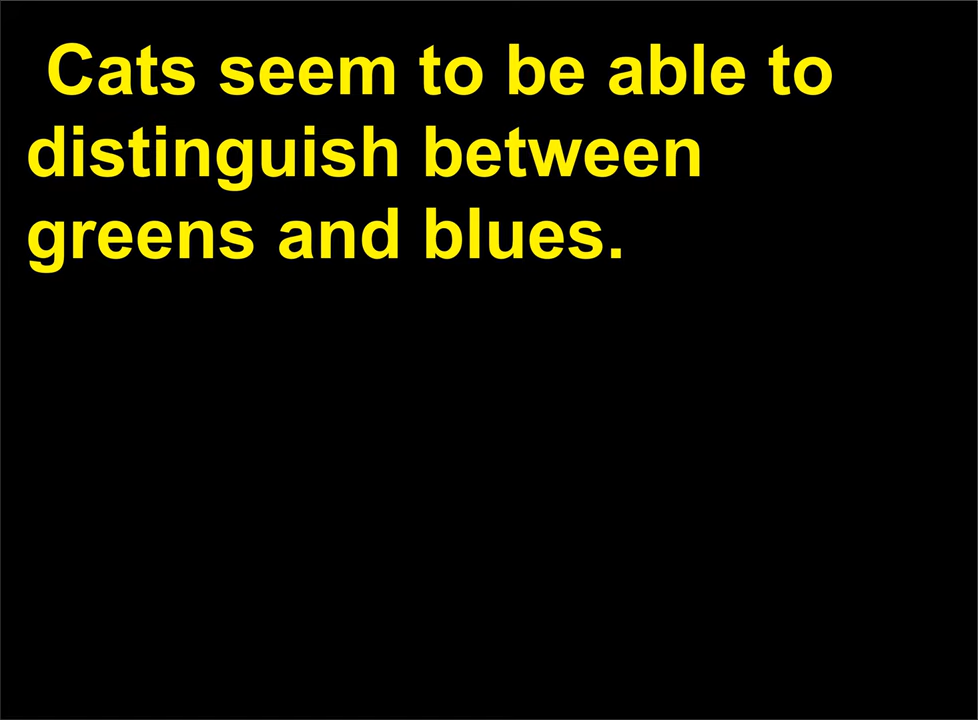 Cats seem to be able to
distinguish between
greens and blues.